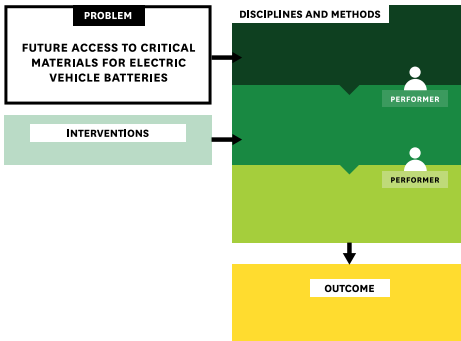 PROBLEM
FUTURE ACCESS TO CRITICAL
MATERIALS FOR ELECTRIC
VEHICLE BATTERIES
INTERVENTIONS
DISCIPLINES AND METHODS
PERFORMER
PERFORMER
OUTCOME